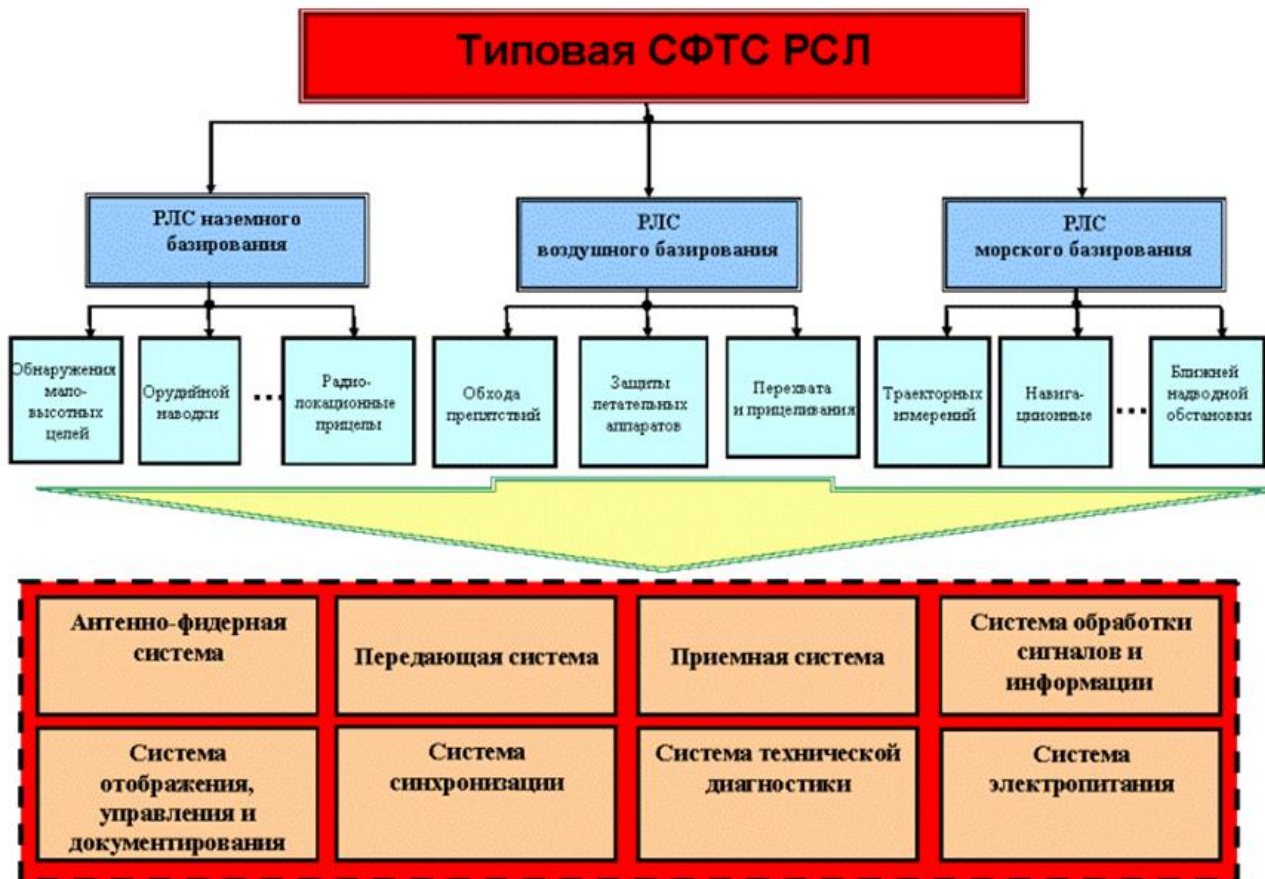 Типовая СФТС РСЛ
РЛС наземного
базирования
РЛС
воздушного базирования
РЛС
морского базирования
Обнаружения
мало-
высотных
целей
Орудийной
наводки
...
Радио-
локационные
прицелы
Обхода
препятствий
Защиты
летательных
аппаратов
Перехвата
и прицеливания
Траекторных
измерений
Навига-
ционные
...
Ближней
надводной
обстановки
Антенно-фидерная
система
Передающая система
Приемная система
Система обработки
сигналов и
информации
Система
отображения,
управления и
документирования
Система
синхронизации
Система технической
диагностики
Система
электропитания